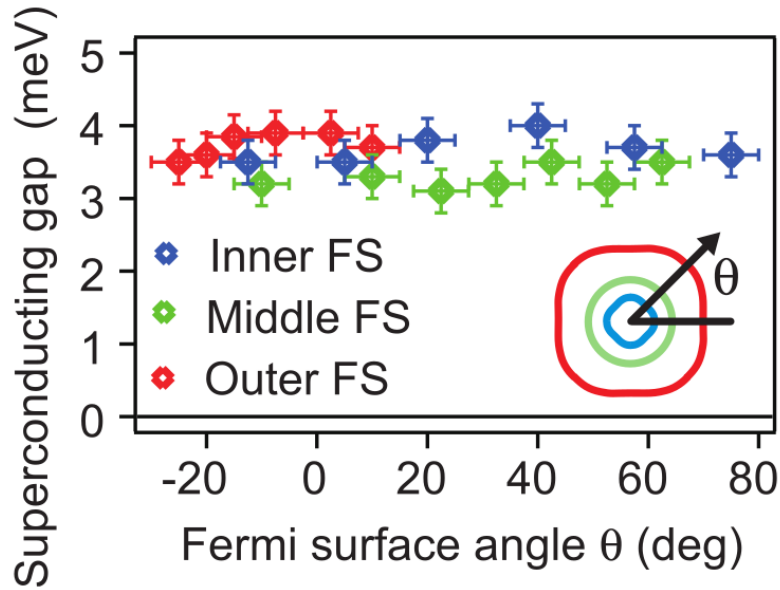 Superconducting gap (meV)
5
4
3
2
1
0
Inner FS
Middle FS
Outer FS
θ
-20 0 20 40 60 80
Fermi surface angle θ (deg)